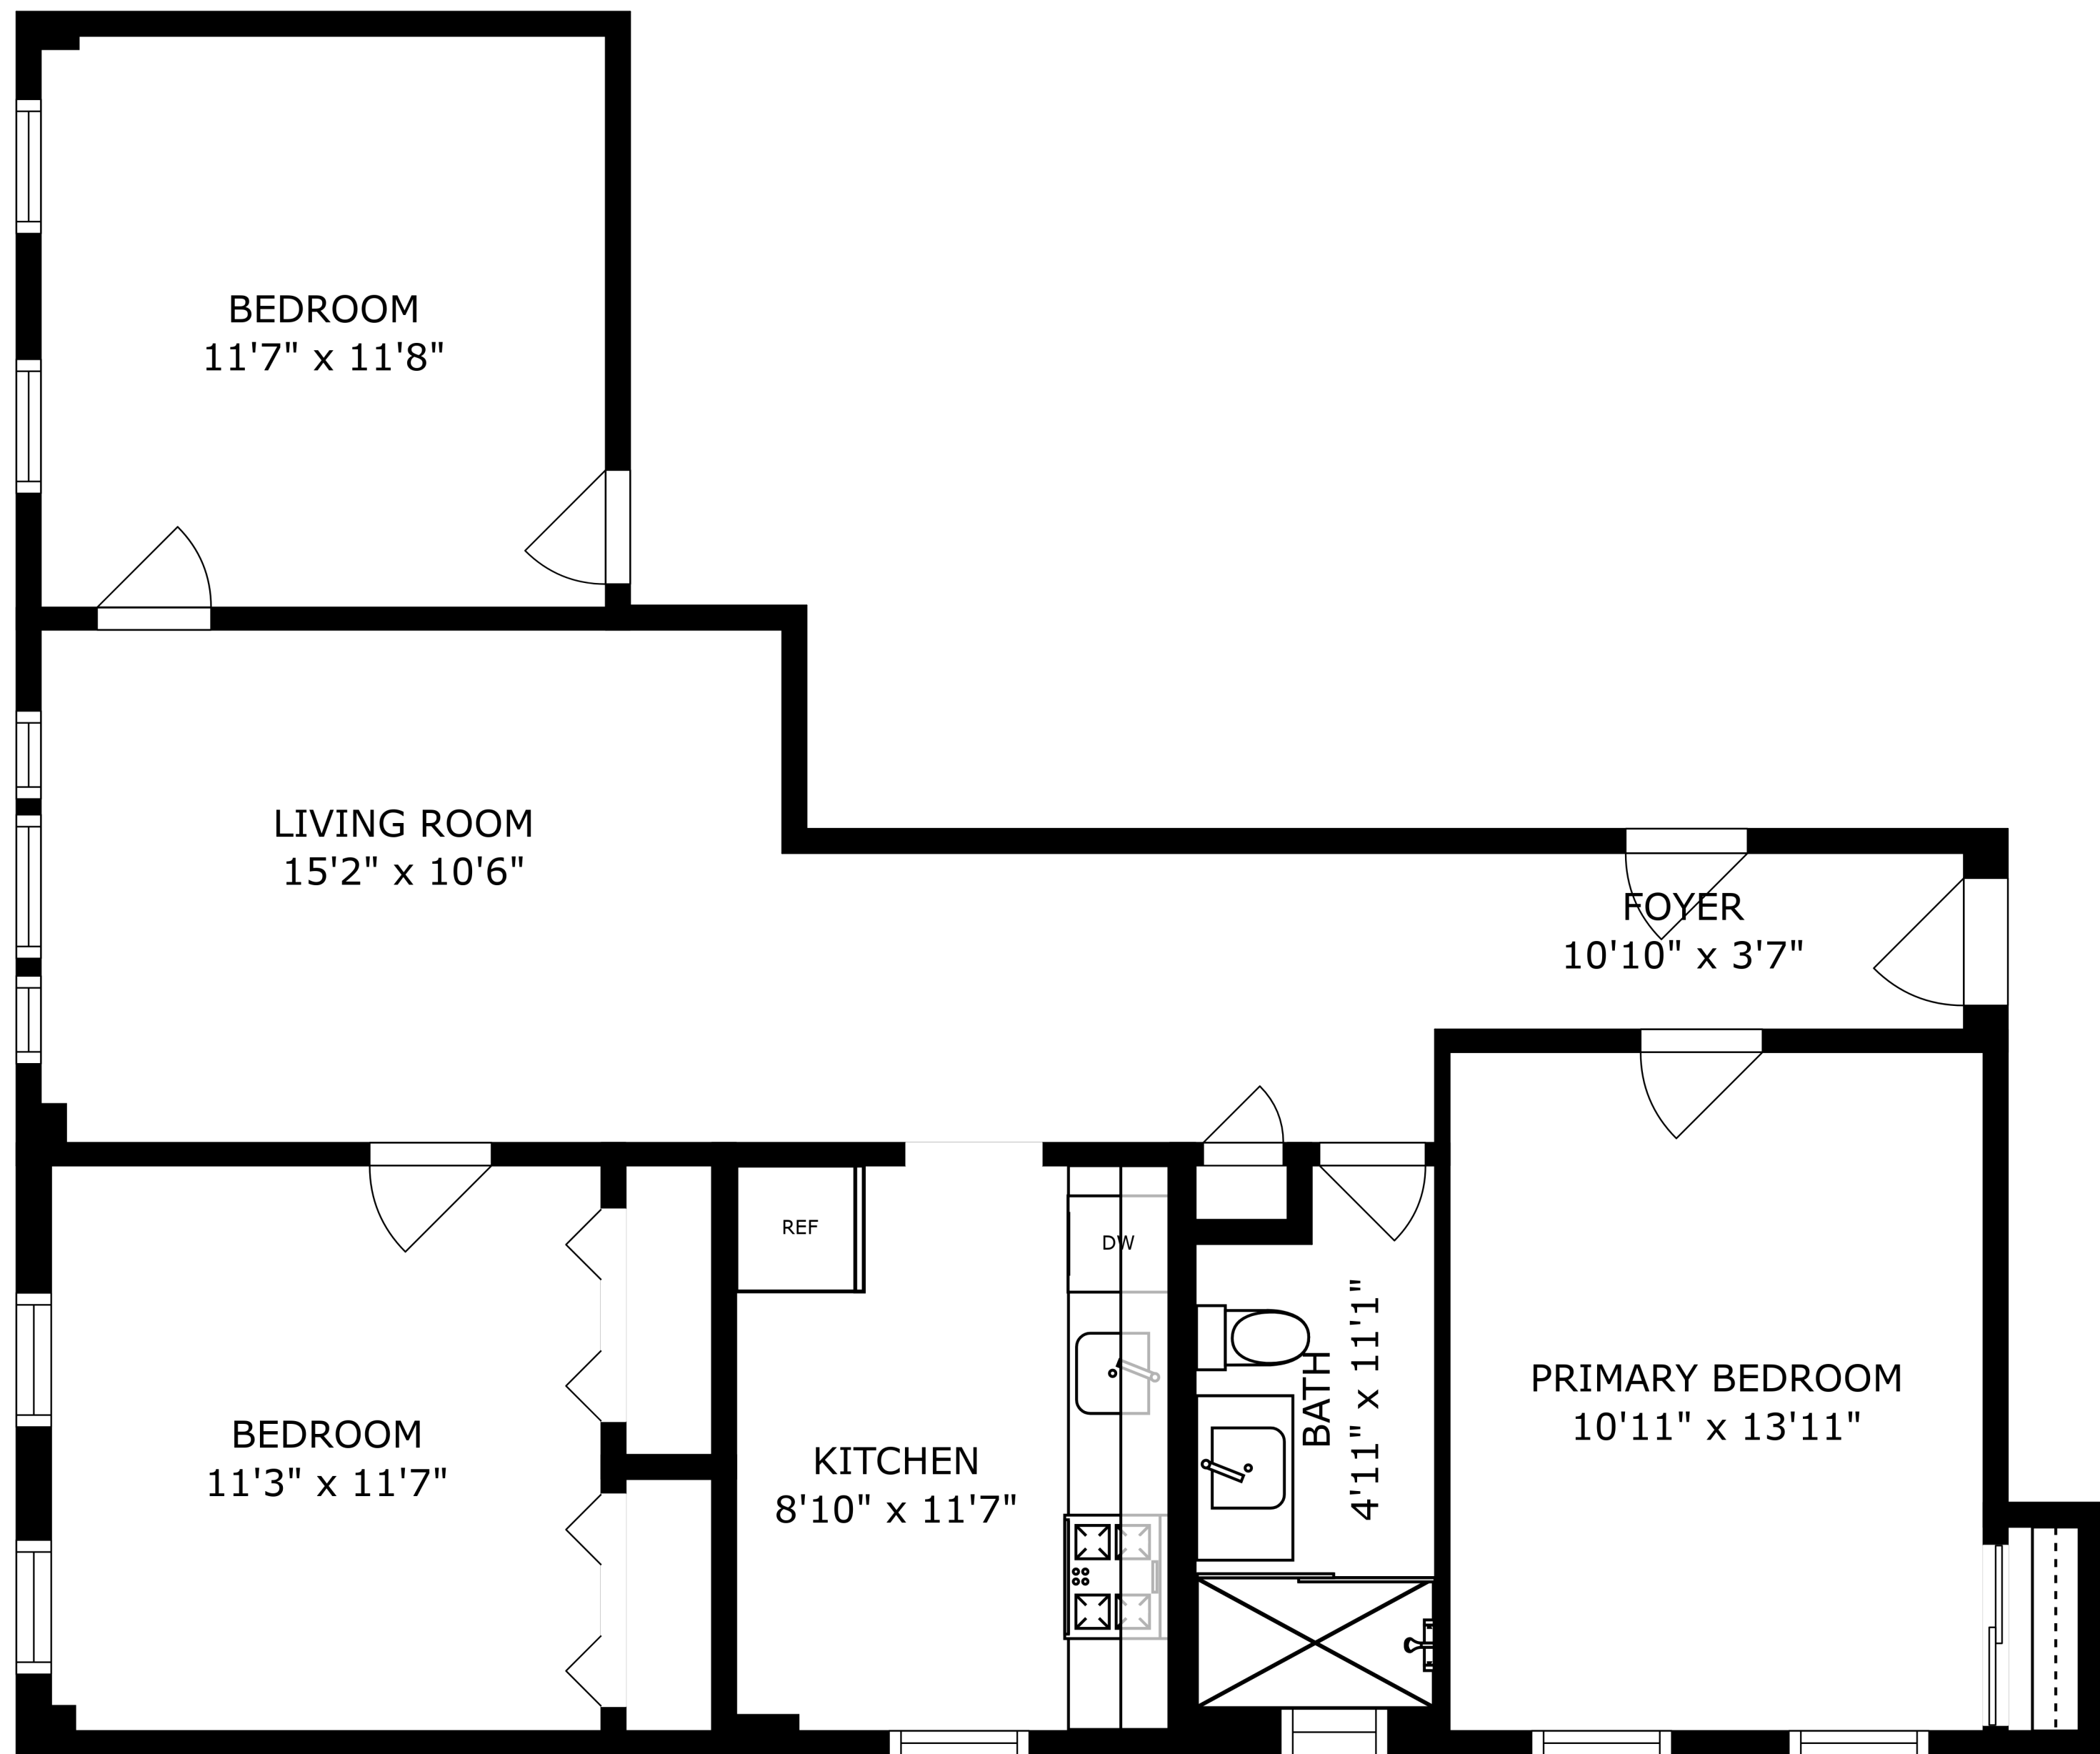 BEDROOM
11'7" x 11'8"
LIVING ROOM
15'2" x 10'6"
FOYER
10'10" x 3'7"
REF
DW
BEDROOM
11'3" x 11'7"
KITCHEN
8'10" x 11'7"
BATH
4'11" x 11'1"
PRIMARY BEDROOM
10'11" x 13'11"